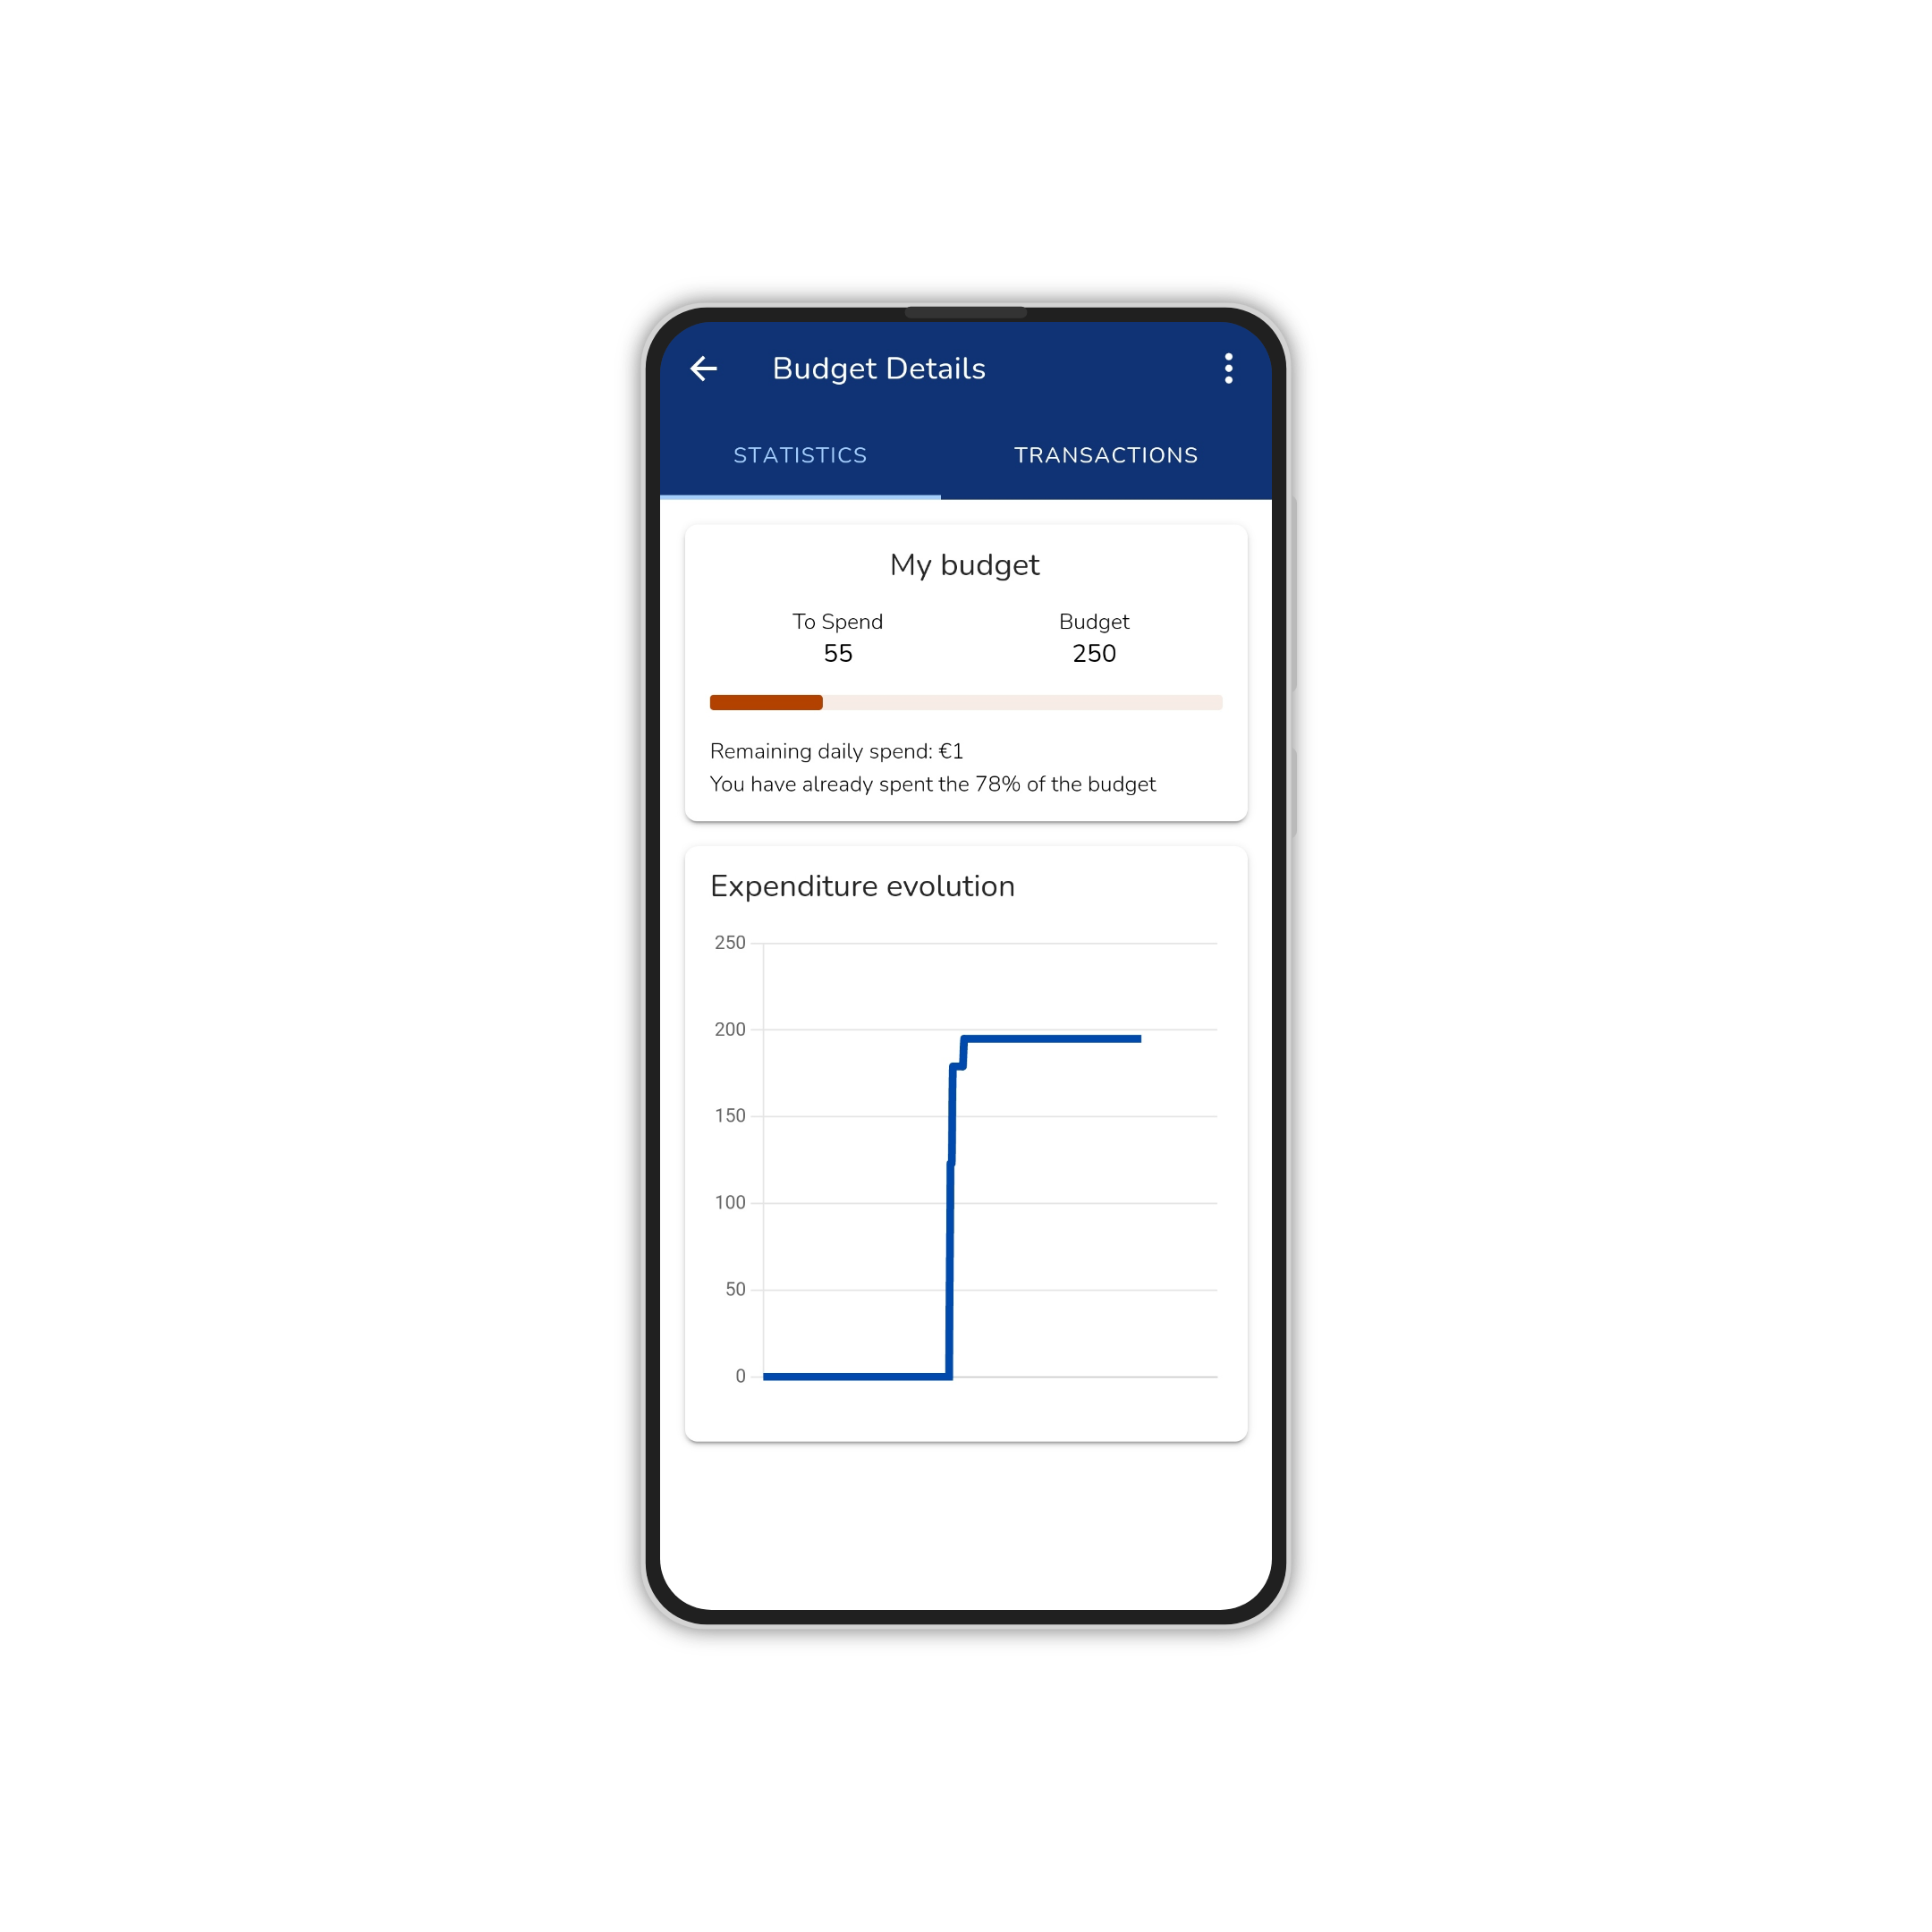 Budget Details
STATISTICS TRANSACTIONS
My budget
To Spend Budget
55 250
Remaining daily spend: €1
You have already spent the 78% of the budget
Expenditure evolution
250
200
150
100
50
0